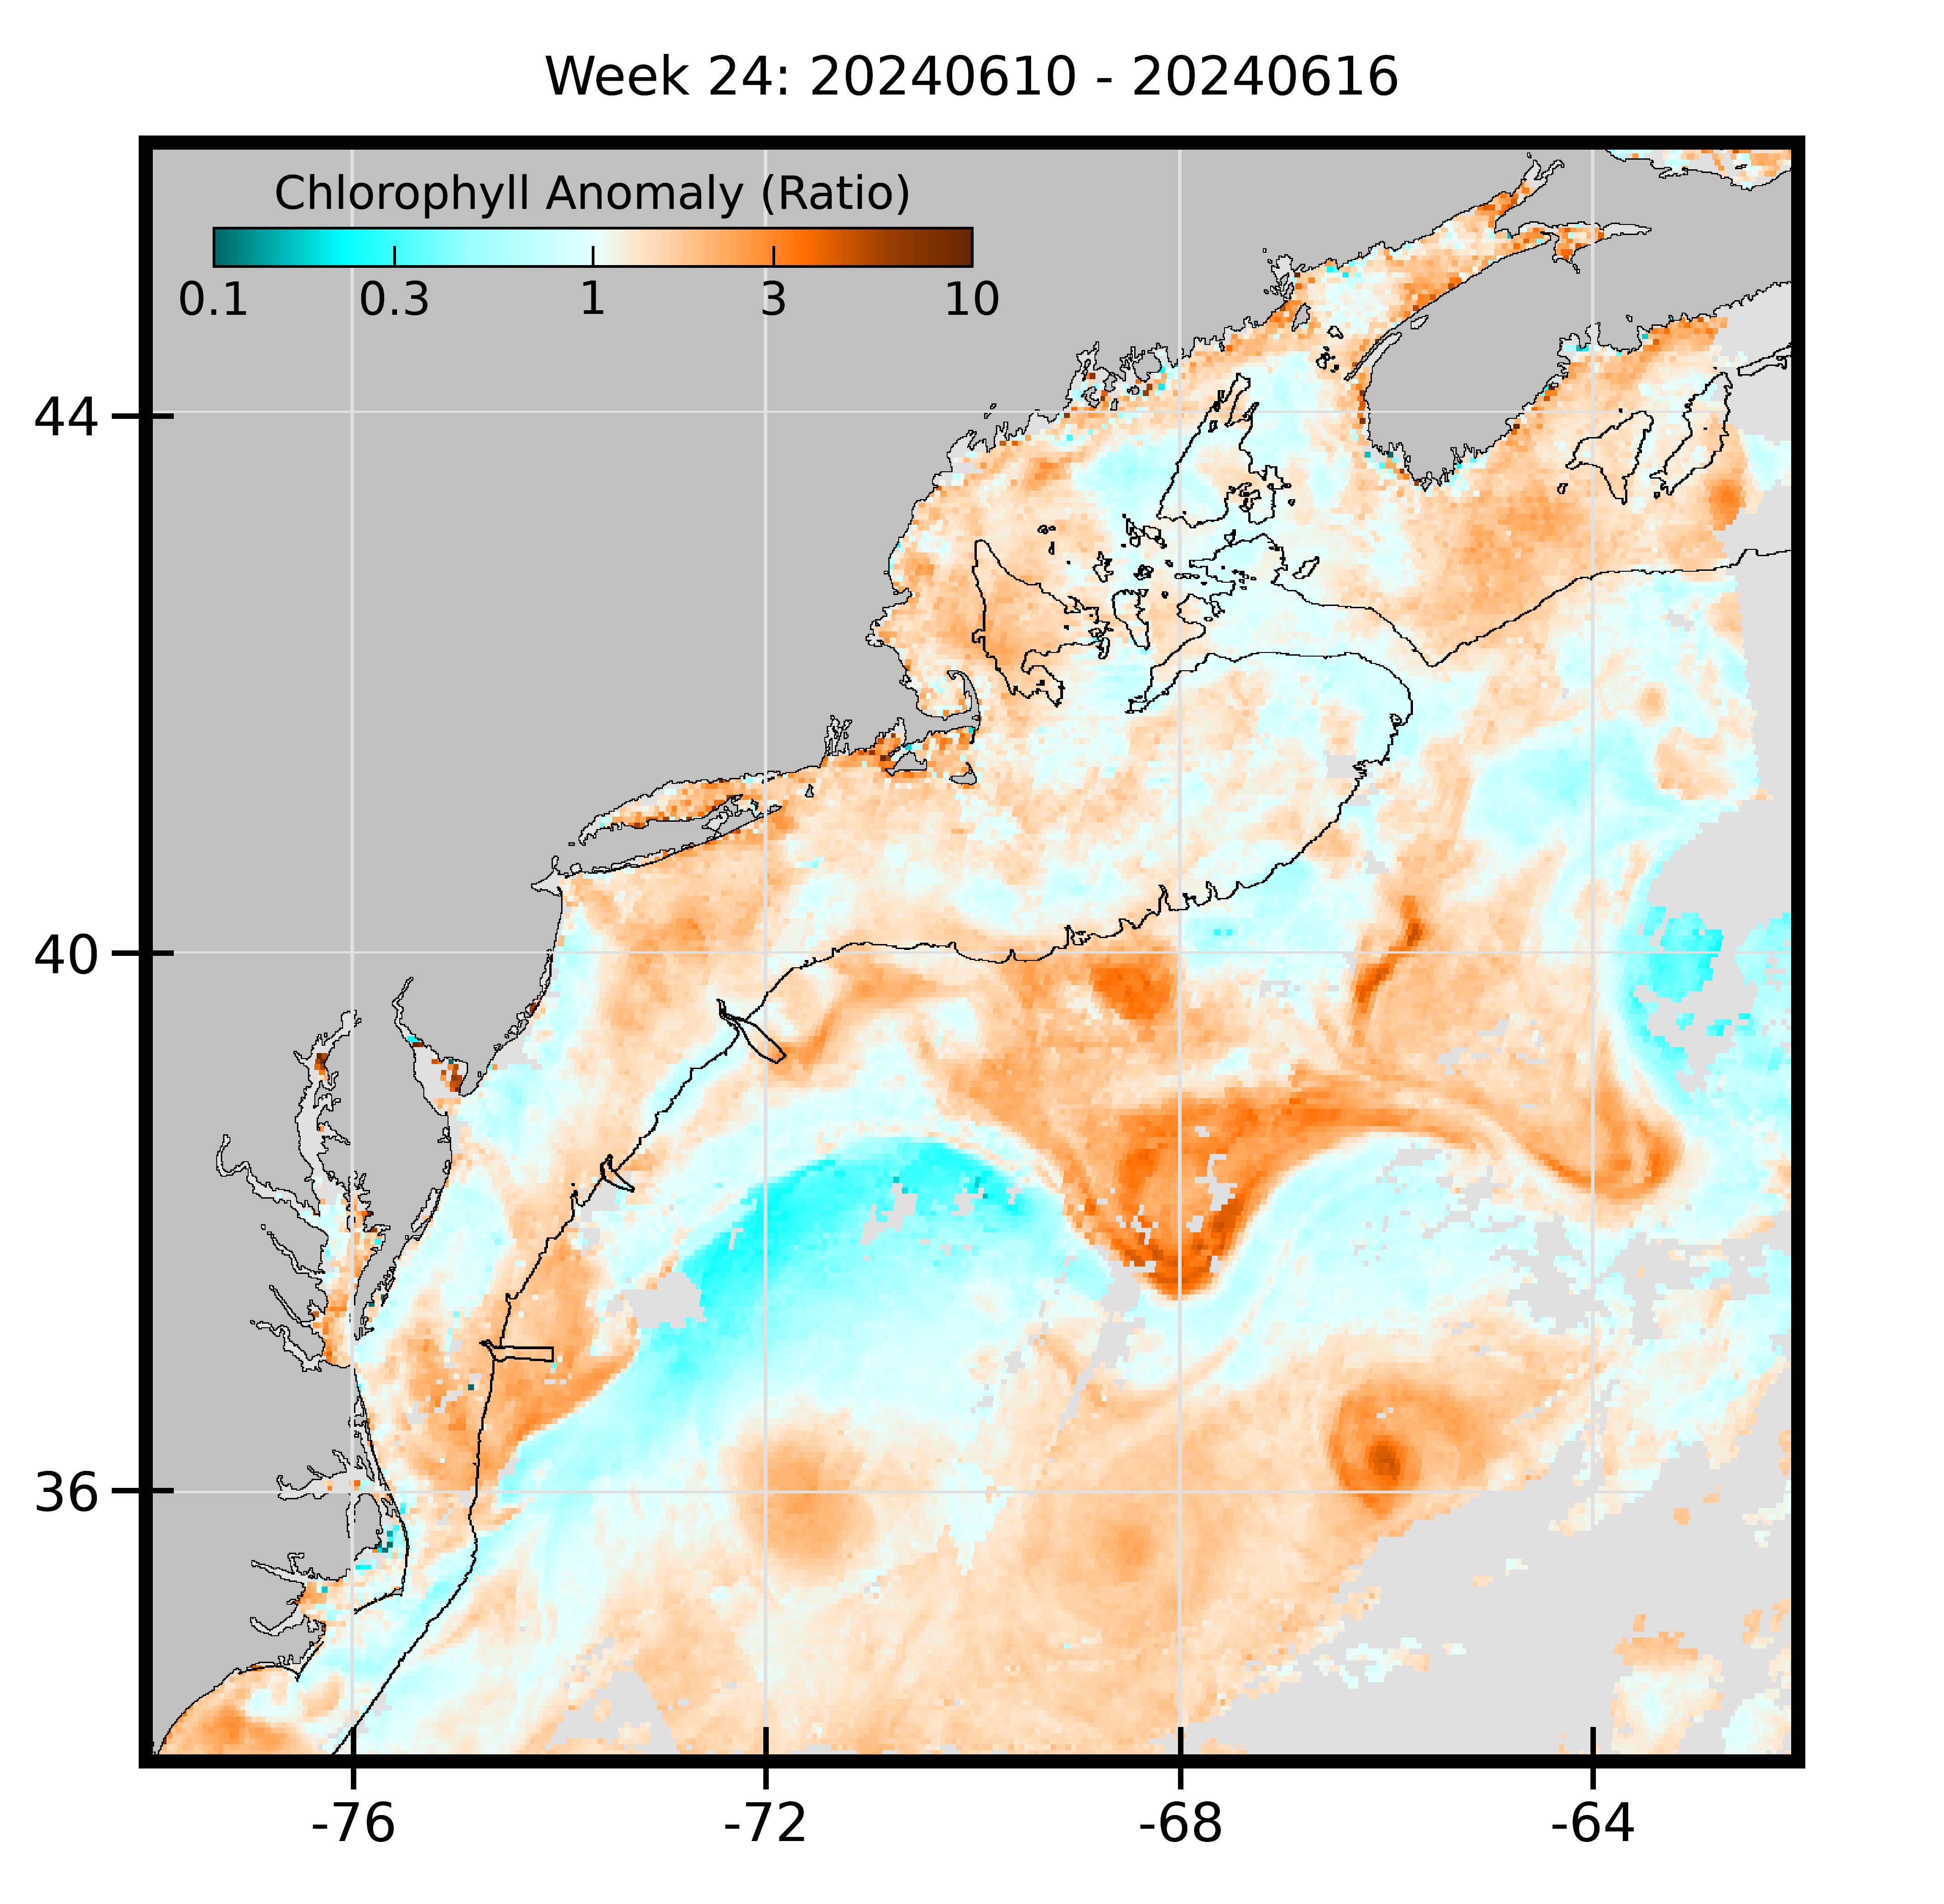 Week 24: 20240610 - 20240616
Chlorophyll Anomaly (Ratio)
0.1 0.3 1 3 10
44
40
36
-76 -72 -68 -64